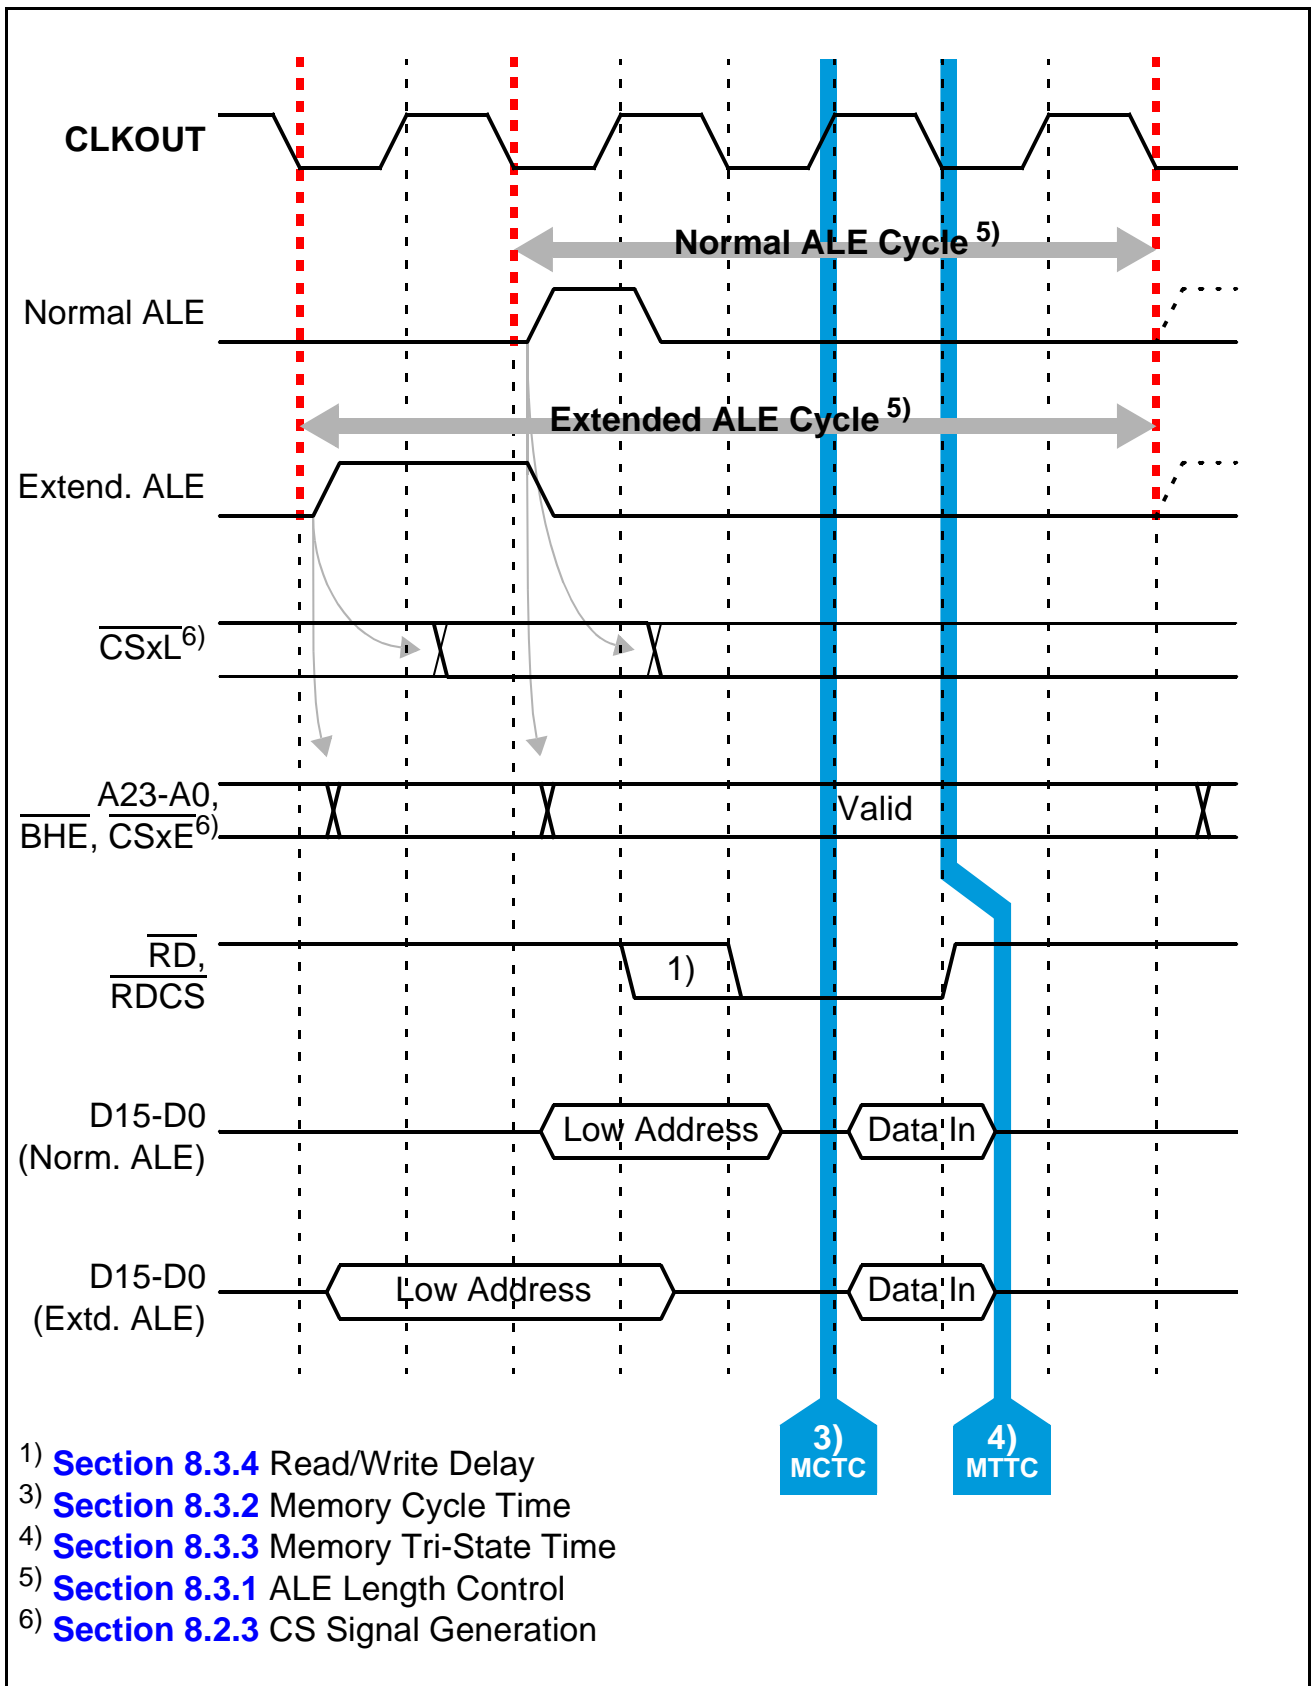 CLKOUT
Normal ALE Cycle 5)
Normal ALE
Extended ALE Cycle 5)
Extend. ALE
CSxL6)
A23-A0,
BHE, CSxE6)
Valid
RD,
RDCS
1)
D15-D0
(Norm. ALE)
Low Address
Data In
D15-D0
(Extd. ALE)
Low Address
Data In
3)
MCTC
4)
MTTC
1) Section 8.3.4 Read/Write Delay
3) Section 8.3.2 Memory Cycle Time
4) Section 8.3.3 Memory Tri-State Time
5) Section 8.3.1 ALE Length Control
6) Section 8.2.3 CS Signal Generation